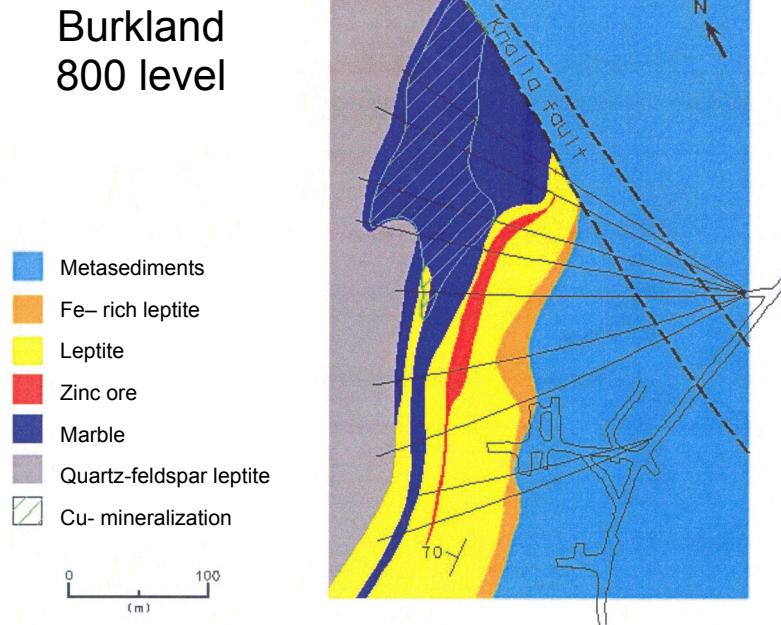 Burkland
800 level
N
Knalla fault
Metasediments
Fe– rich leptite
Leptite
Zinc ore
Marble
Quartz-feldspar leptite
Cu- mineralization
70
0 100
(m)